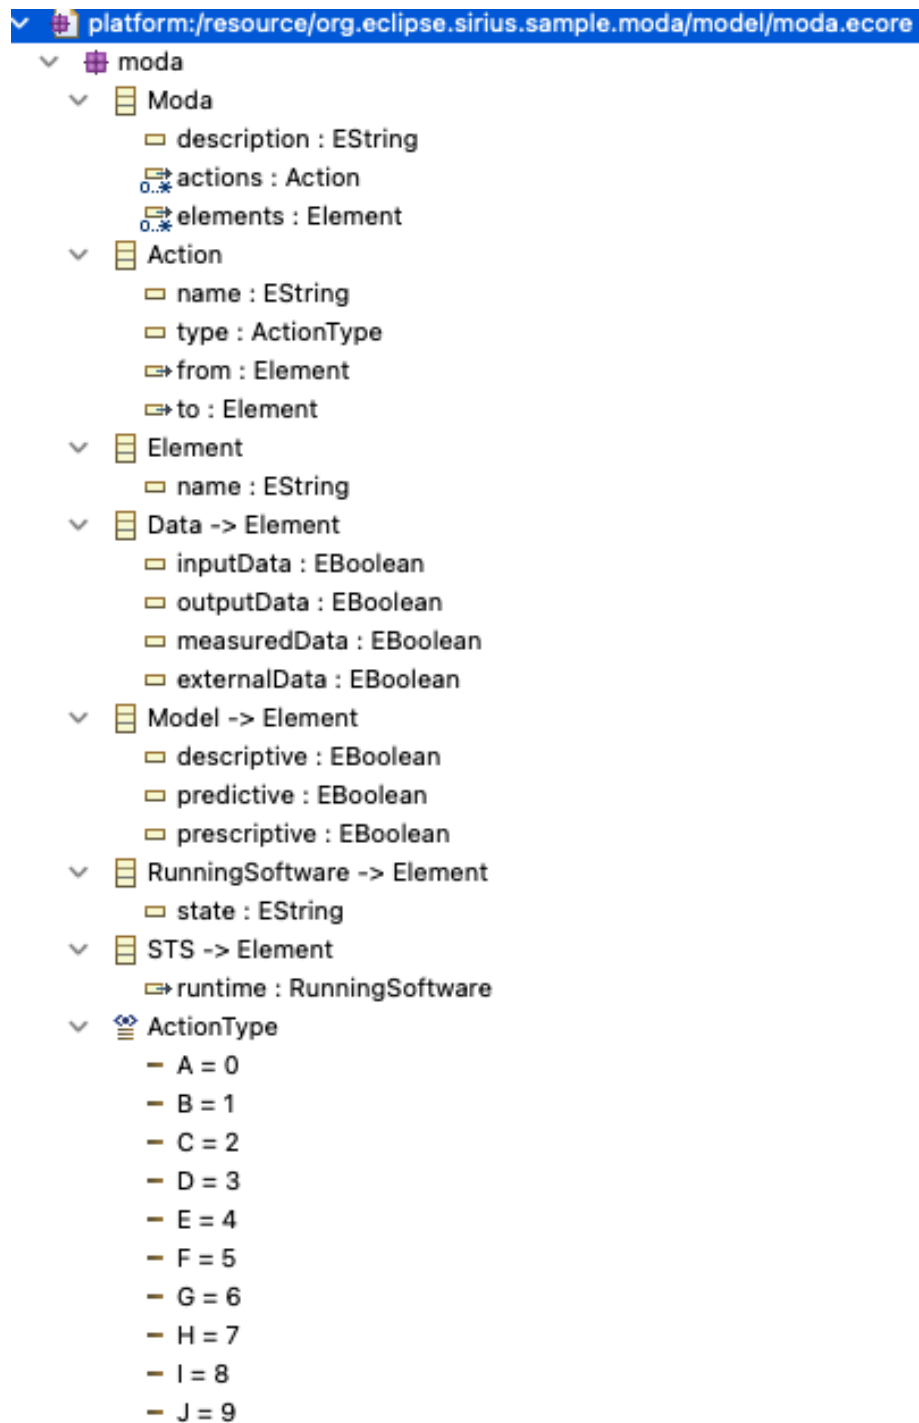 platform:/resource/org.eclipse.sirius.sample.moda/model/moda.ecore
moda
Moda
description : EString
0..* actions : Action
0..* elements : Element
Action
name : EString
type : ActionType
from : Element
to : Element
Element
name : EString
Data -> Element
inputData : EBoolean
outputData : EBoolean
measuredData : EBoolean
externalData : EBoolean
Model -> Element
descriptive : EBoolean
predictive : EBoolean
prescriptive : EBoolean
RunningSoftware -> Element
state : EString
STS -> Element
runtime : RunningSoftware
ActionType
A = 0
B = 1
C = 2
D = 3
E = 4
F = 5
G = 6
H = 7
I = 8
J = 9